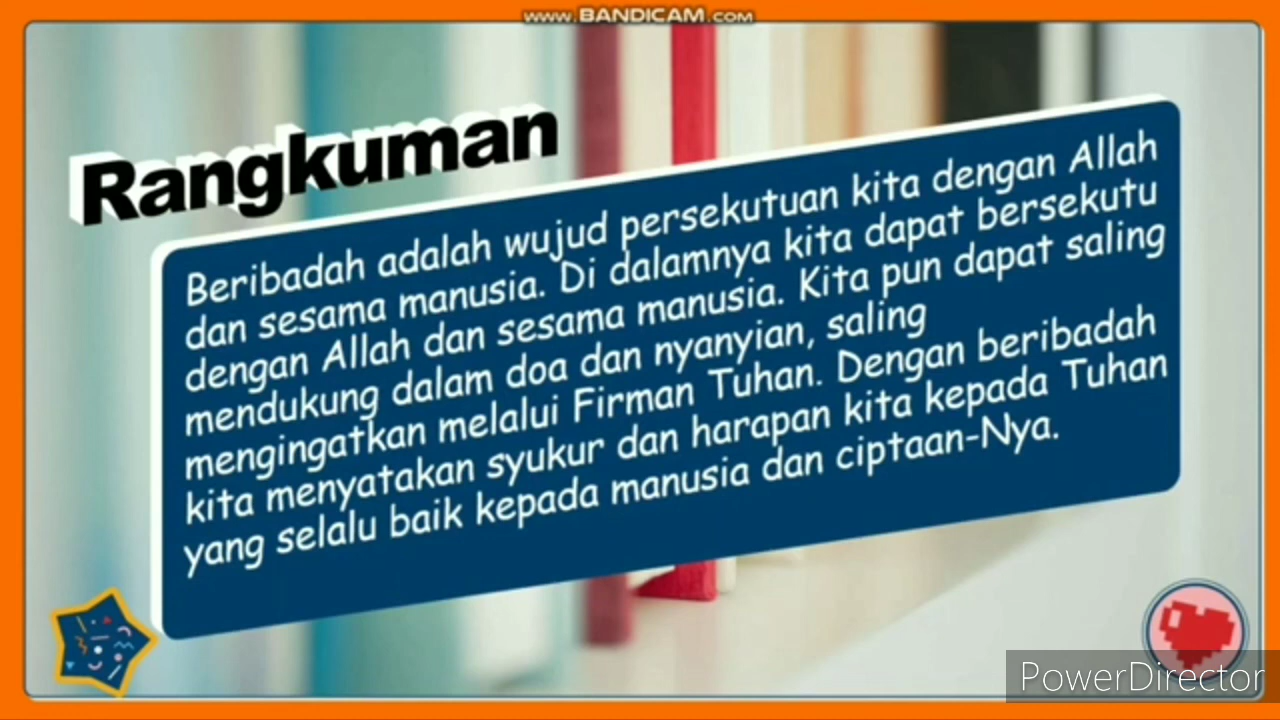 www.BANDICAM.com
Rangkuman
Beribadah adalah wujud persekutuan kita dengan Allah
dan sesama manusia. Di dalamnya kita dapat bersekutu
dengan Allah dan sesama manusia. Kita pun dapat saling
mendukung dalam doa dan nyanyian, saling
mengingatkan melalui Firman Tuhan. Dengan beribadah
kita menyatakan syukur dan harapan kita kepada Tuhan
yang selalu baik kepada manusia dan ciptaan-Nya.
PowerDirector